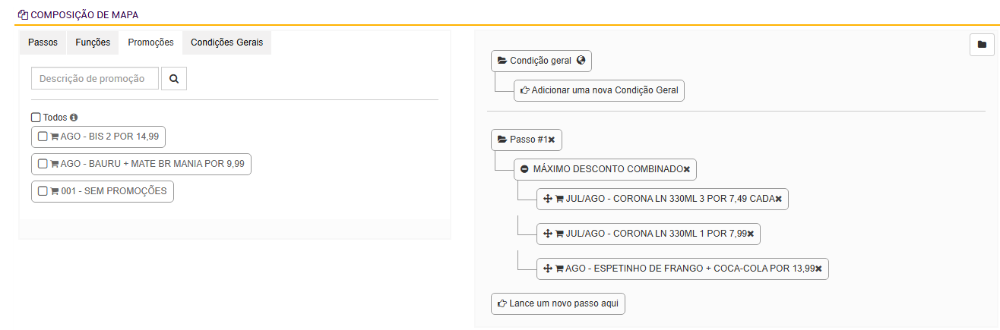 COMPOSIÇÃO DE MAPA
Passos Funções Promoções Condições Gerais
Descrição de promoção
Todos
AGO - BIS 2 POR 14,99
AGO - BAURU + MATE BR MANIA POR 9,99
001 - SEM PROMOÇÕES
Condição geral
Adicionar uma nova Condição Geral
Passo #1
MÁXIMO DESCONTO COMBINADO
JUL/AGO - CORONA LN 330ML 3 POR 7,49 CADA
JUL/AGO - CORONA LN 330ML 1 POR 7,99
AGO - ESPETINHO DE FRANGO + COCA-COLA POR 13,99
Lance um novo passo aqui